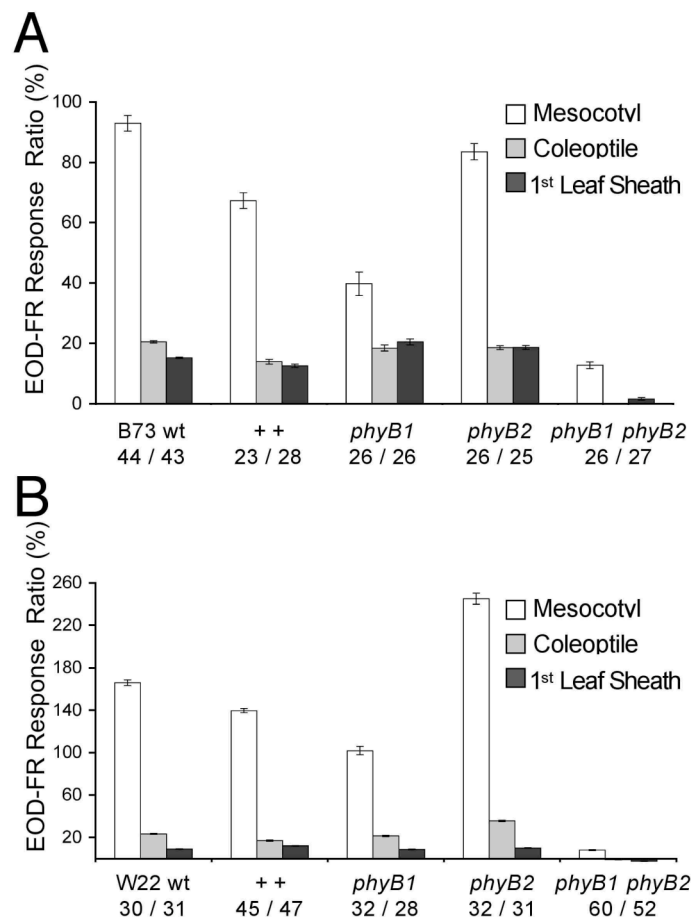 A
EOD-FR Response Ratio (%)
100
80
60
40
20
0
Mesocotyl
Coleoptile
1st Leaf Sheath
B73 wt + + phyB1 phyB2 phyB1 phyB2
44 / 43 23 / 28 26 / 26 26 / 25 26 / 27
B
EOD-FR Response Ratio (%)
260
220
180
140
100
60
20
Mesocotyl
Coleoptile
1st Leaf Sheath
W22 wt + + phyB1 phyB2 phyB1 phyB2
30 / 31 45 / 47 32 / 28 32 / 31 60 / 52